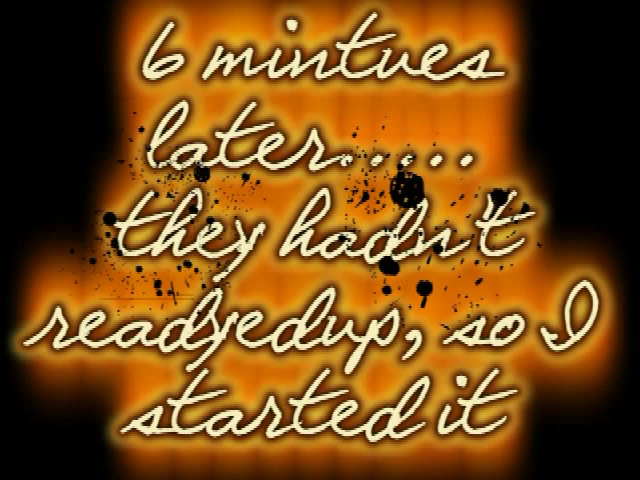 6 mintues
later.....
they hadn't
readyedup, so I
started it